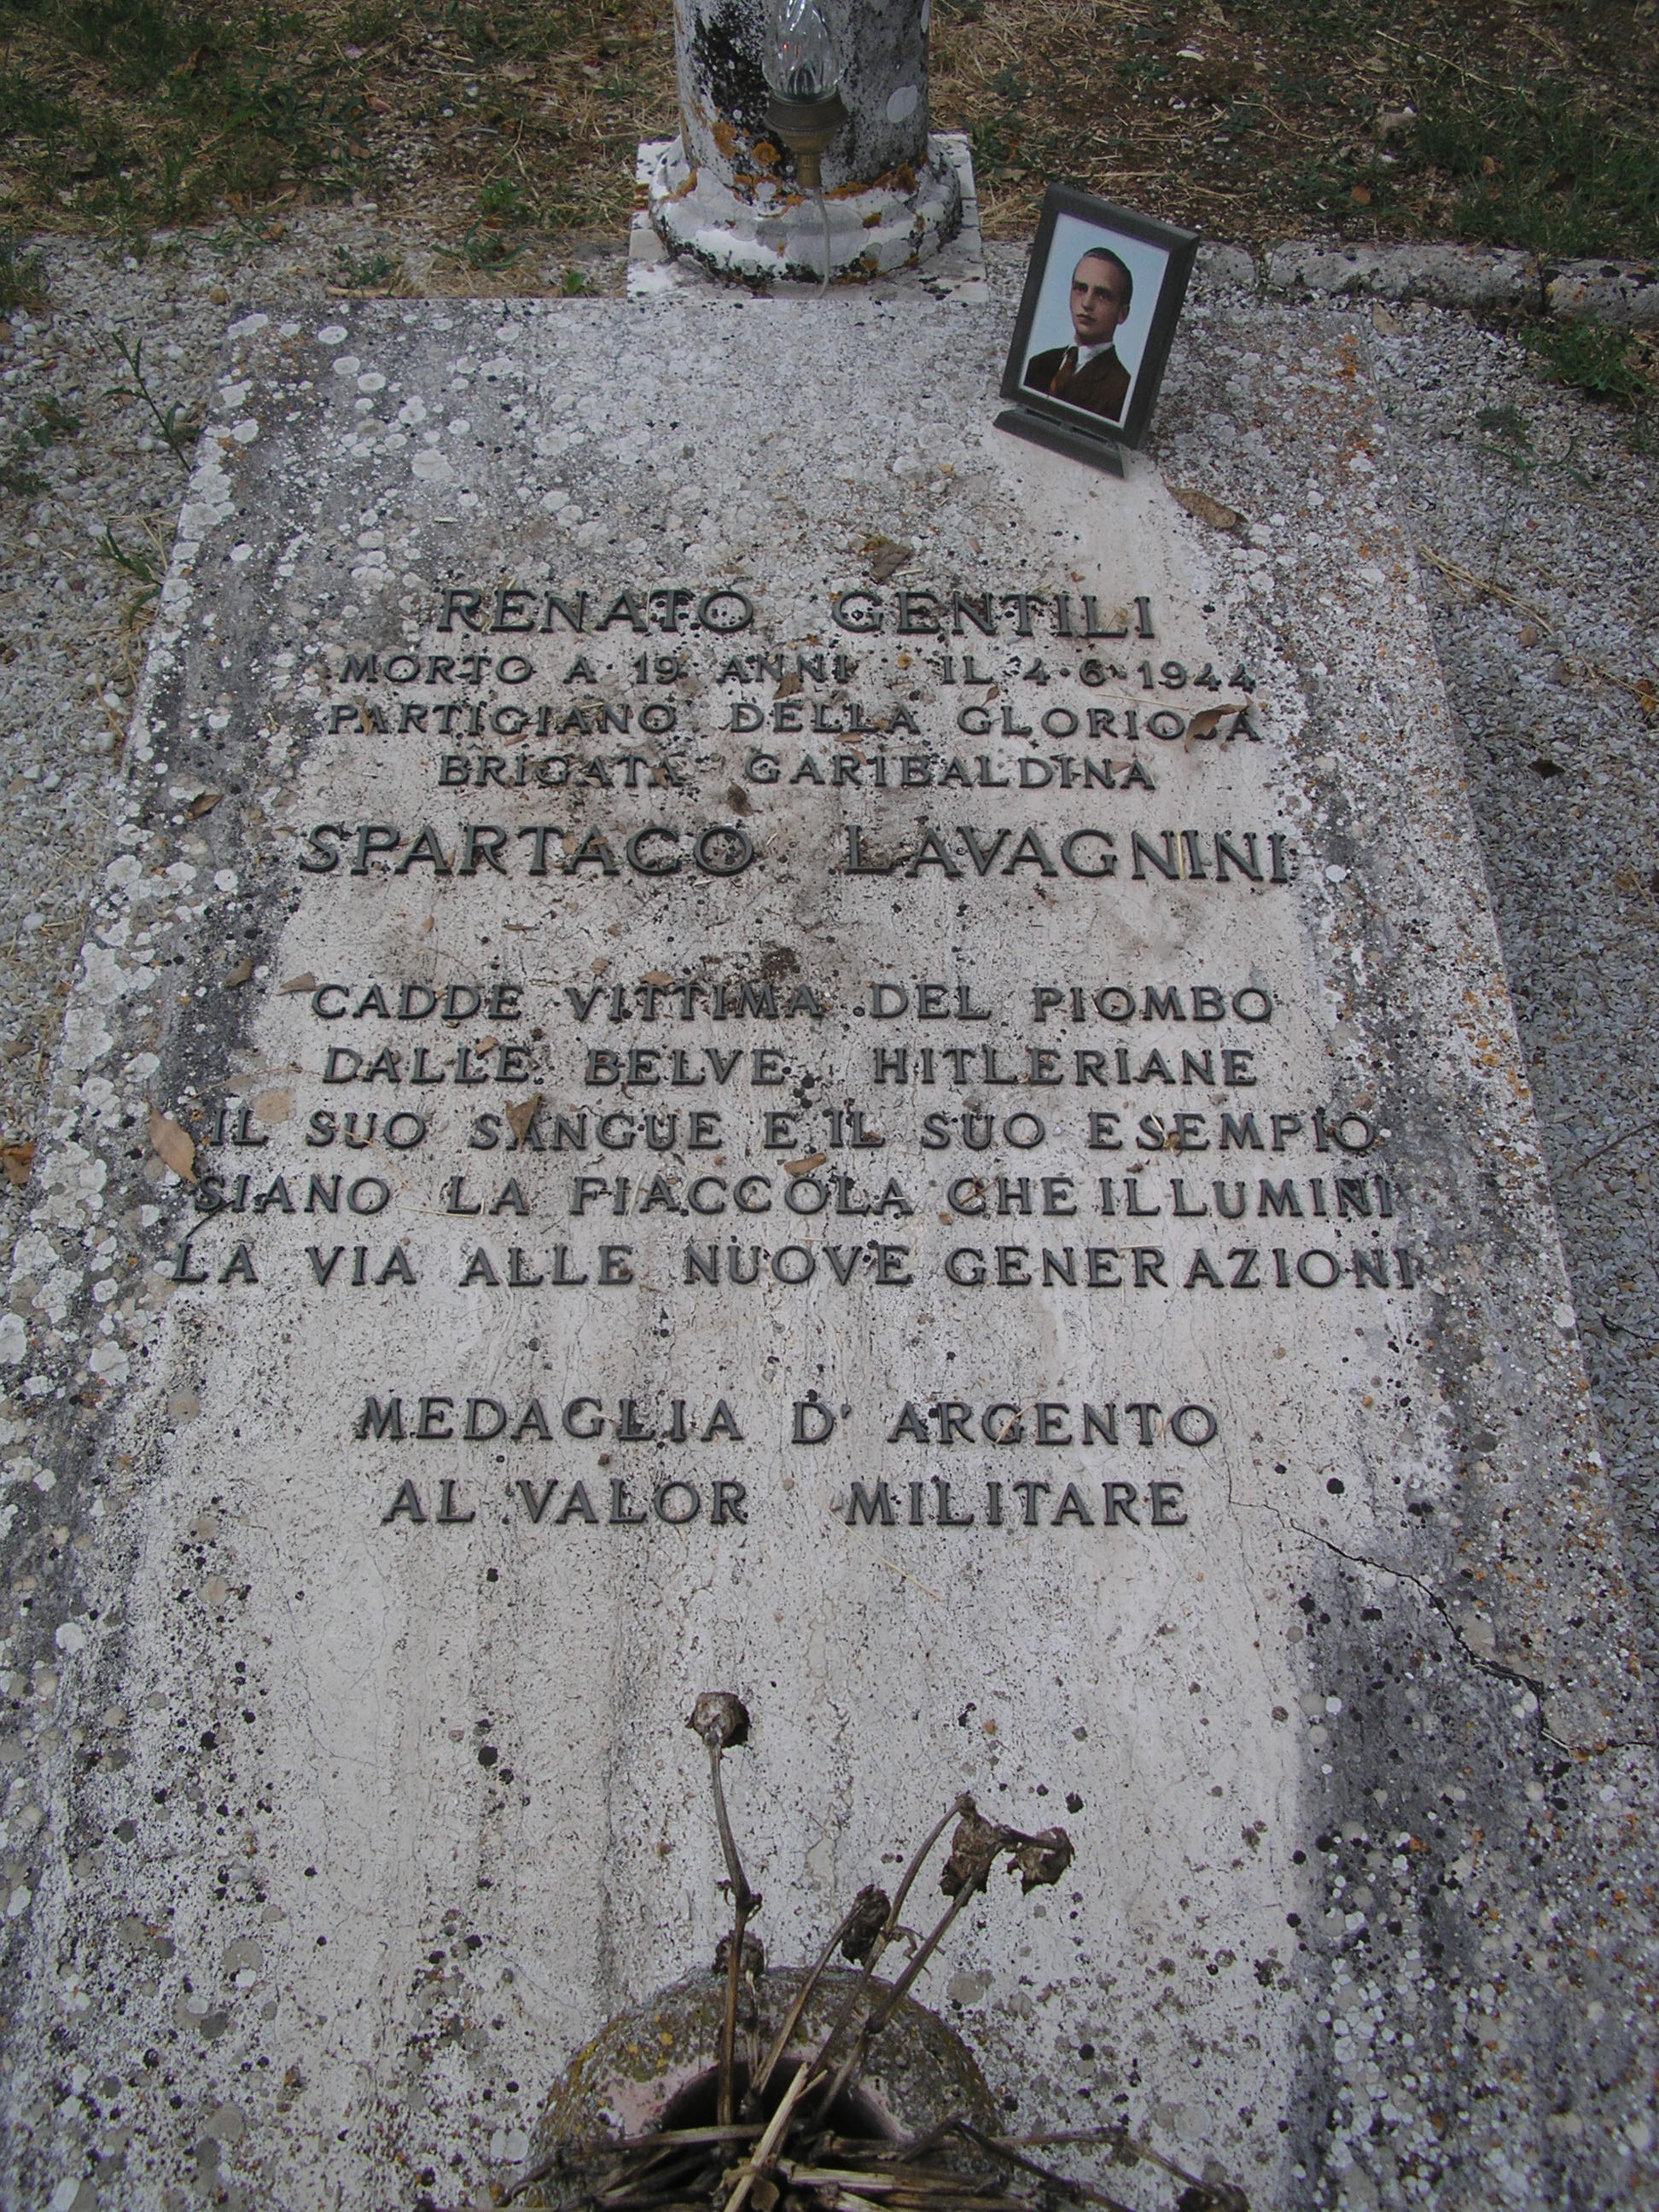 RENATO GENTILI
MORTO A 19 ANNI IL 4·6·1944
PARTIGIANO DELLA GLORIOSA
BRIGATA GARIBALDINA
SPARTACO LAVAGNINI
CADDE VITTIMA DEL PIOMBO
DALLE BELVE HITLERIANE
IL SUO SANGUE E IL SUO ESEMPIO
SIANO LA FIACCOLA CHE ILLUMINI
LA VIA ALLE NUOVE GENERAZIONI
MEDAGLIA D' ARGENTO
AL VALOR MILITARE